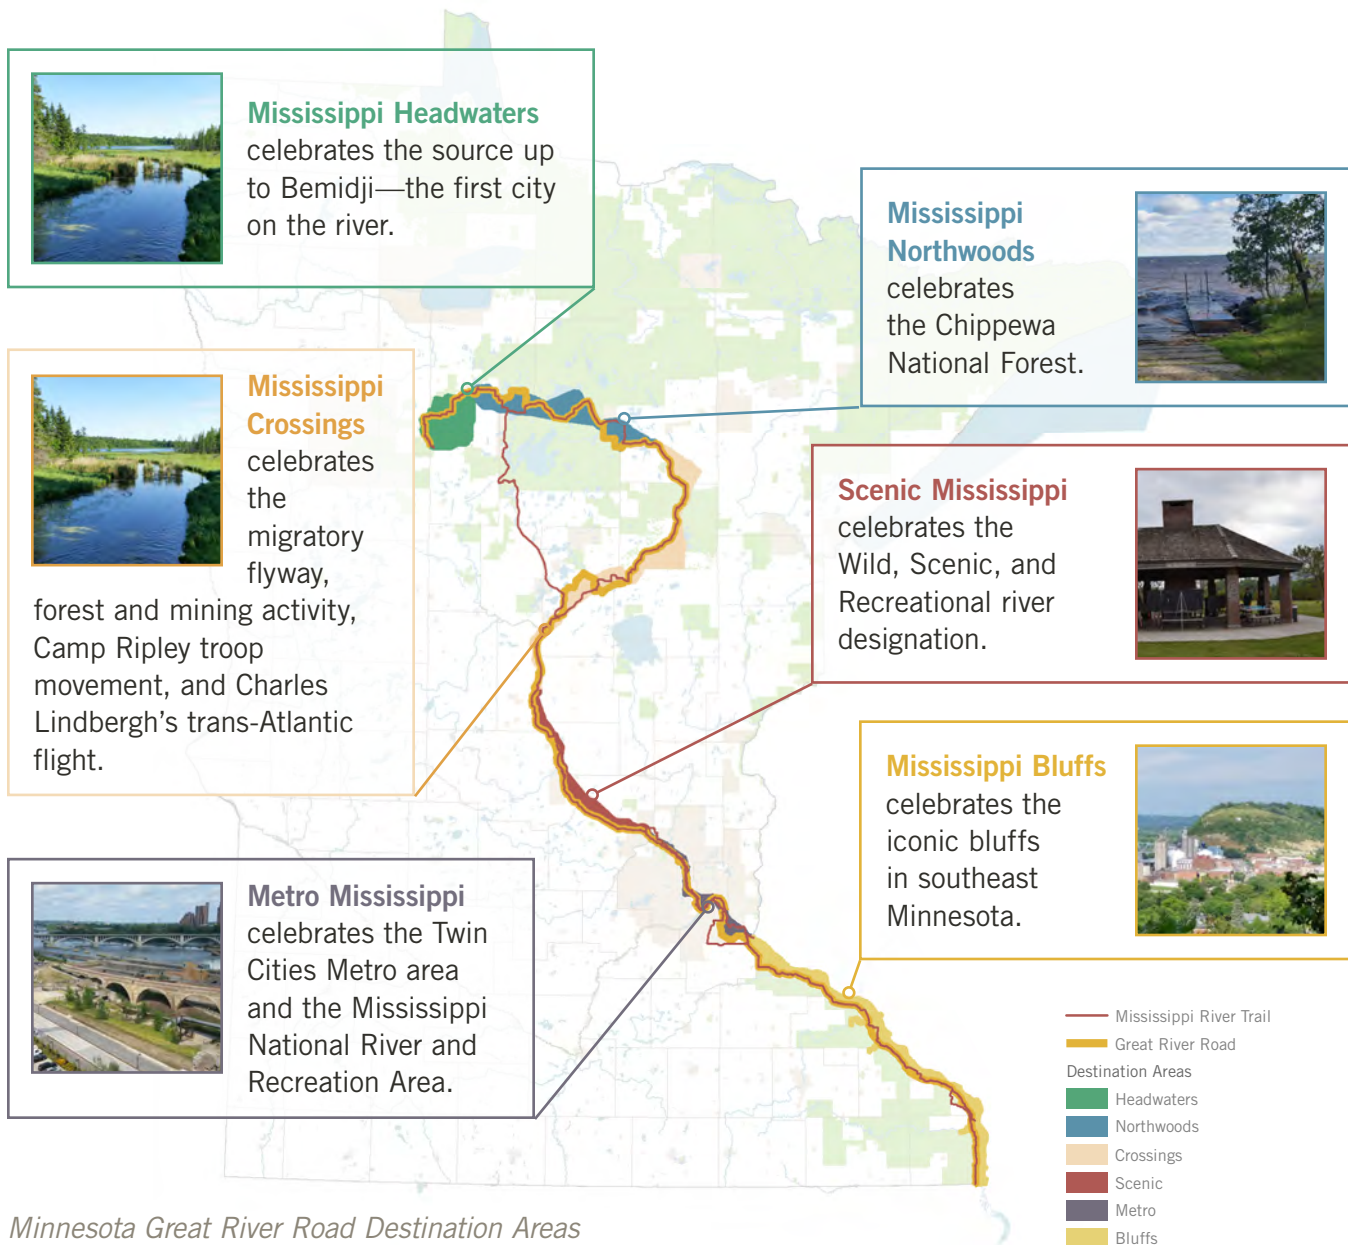 Mississippi Headwaters
celebrates the source up
to Bemidji—the first city
on the river.
Mississippi
Northwoods
celebrates
the Chippewa
National Forest.
Mississippi
Crossings
celebrates
the
migratory
flyway,
forest and mining activity,
Camp Ripley troop
movement, and Charles
Lindbergh’s trans-Atlantic
flight.
Scenic Mississippi
celebrates the
Wild, Scenic, and
Recreational river
designation.
Mississippi Bluffs
celebrates the
iconic bluffs
in southeast
Minnesota.
Metro Mississippi
celebrates the Twin
Cities Metro area
and the Mississippi
National River and
Recreation Area.
Mississippi River Trail
Great River Road
Destination Areas
Headwaters
Northwoods
Crossings
Scenic
Metro
Bluffs
Minnesota Great River Road Destination Areas